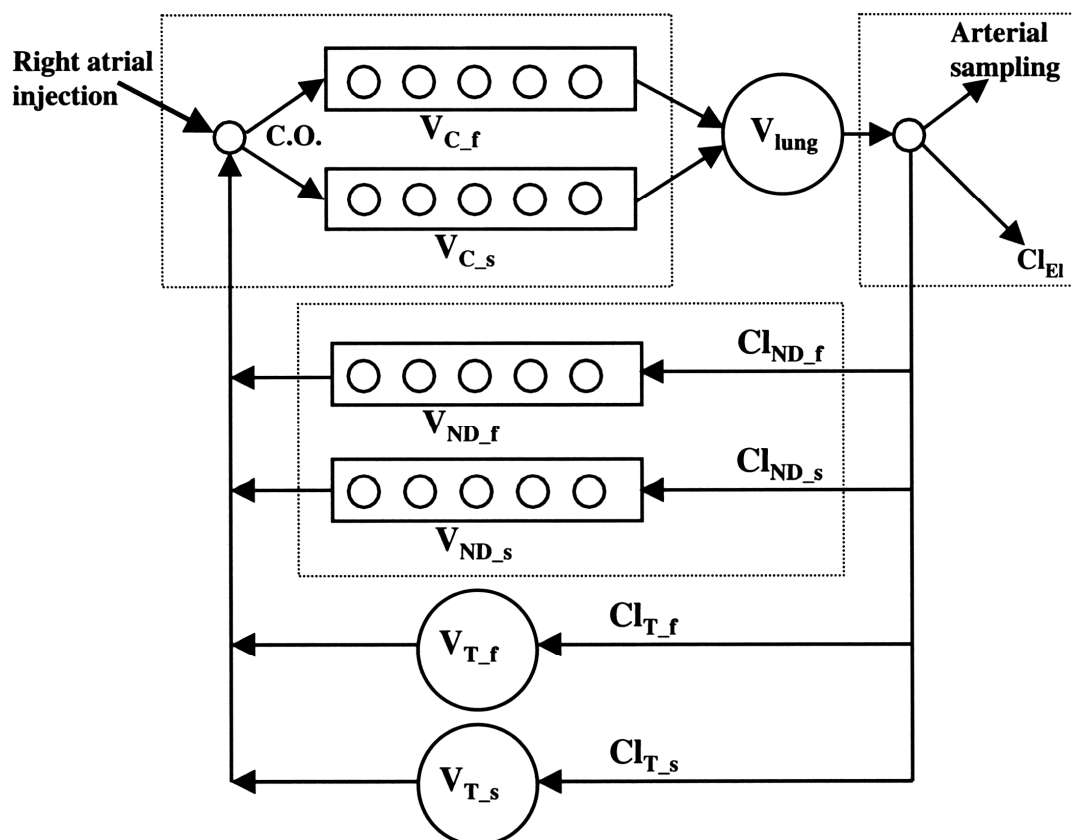 Right atrial
injection
C.O.
V_C_f
V_C_s
V_lung
Arterial
sampling
Cl_El
Cl_ND_f
V_ND_f
Cl_ND_s
V_ND_s
Cl_T_f
V_T_f
Cl_T_s
V_T_s